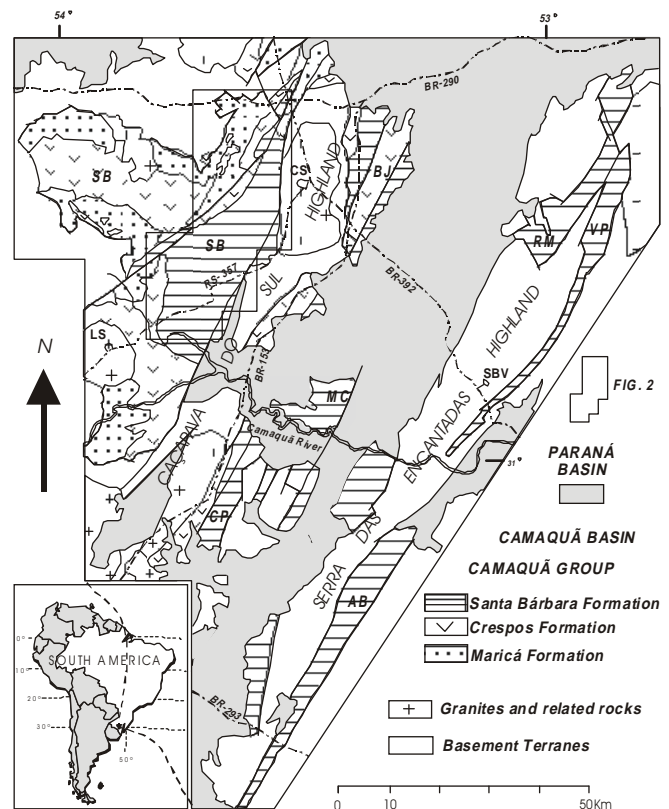 54°
53°
BR-290
SB
CS
BJ
HIGHLAND
SB
RS-357
SUL
BR-392
RM
VP
HIGHLAND
LS
DO
BR-153
SBV
N
FIG. 2
MC
CAÇAPAVA
Camaquã River
ENCANTADAS
31°
PARANÁ
BASIN
CP
DAS
CAMAQUÃ BASIN
CAMAQUÃ GROUP
SERRA
AB
Santa Bárbara Formation
Crespos Formation
Maricá Formation
SOUTH AMERICA
0°
10°
20°
30°
50°
BR-293
Granites and related rocks
Basement Terranes
0 10 50Km